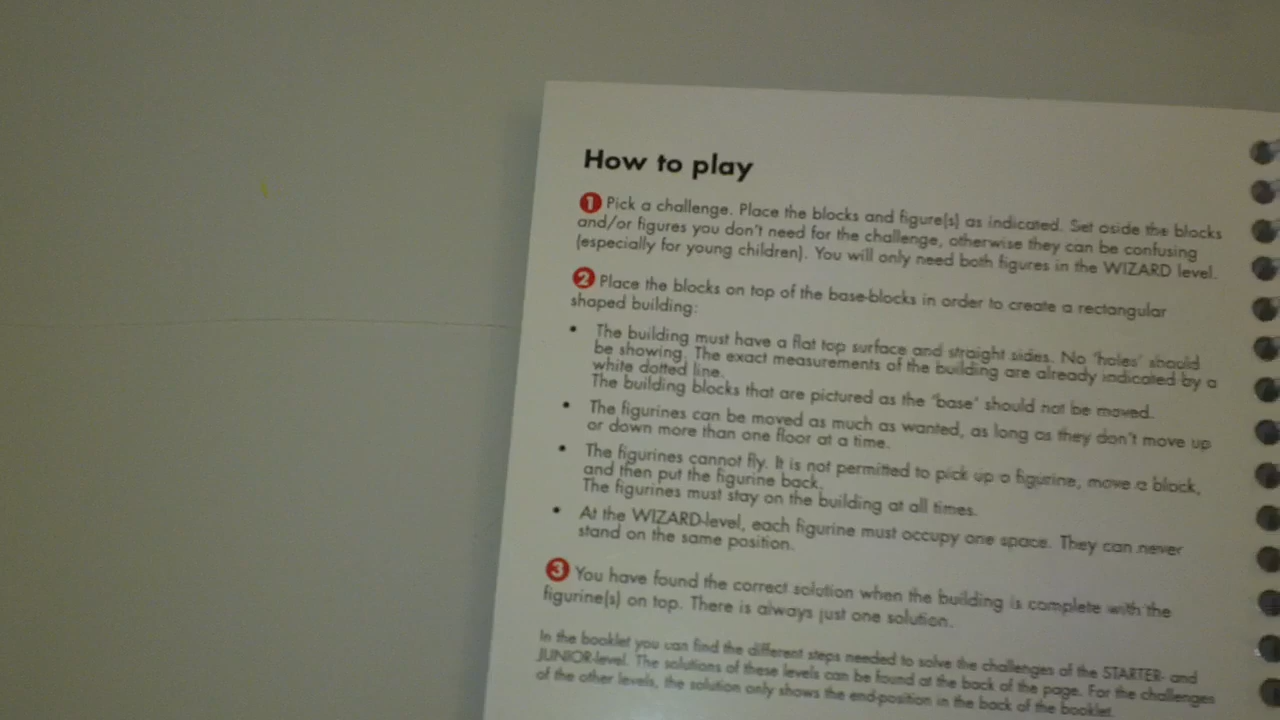 How to play
1 Pick a challenge. Place the blocks and figure(s) as indicated. Set aside the blocks
and/or figures you don't need for the challenge, otherwise they can be confusing
(especially for young children). You will only need both figures in the WIZARD level.
2 Place the blocks on top of the base-blocks in order to create a rectangular
shaped building:
• The building must have a flat top surface and straight sides. No 'holes' should
be showing. The exact measurements of the building are already indicated by a
white dotted line.
The building blocks that are pictured as the "base" should not be moved.
• The figurines can be moved as much as wanted, as long as they don't move up
or down more than one floor at a time.
• The figurines cannot fly. It is not permitted to pick up a figurine, move a block,
and then put the figurine back.
The figurines must stay on the building at all times.
• At the WIZARD-level, each figurine must occupy one space. They can never
stand on the same position.
3 You have found the correct solution when the building is complete with the
figurine(s) on top. There is always just one solution.
In the booklet you can find the different steps needed to solve the challenges of the STARTER- and
JUNIOR-level. The solutions of these levels can be found at the back of the page. For the challenges
of the other levels, the solution only shows the end-position in the back of the booklet.